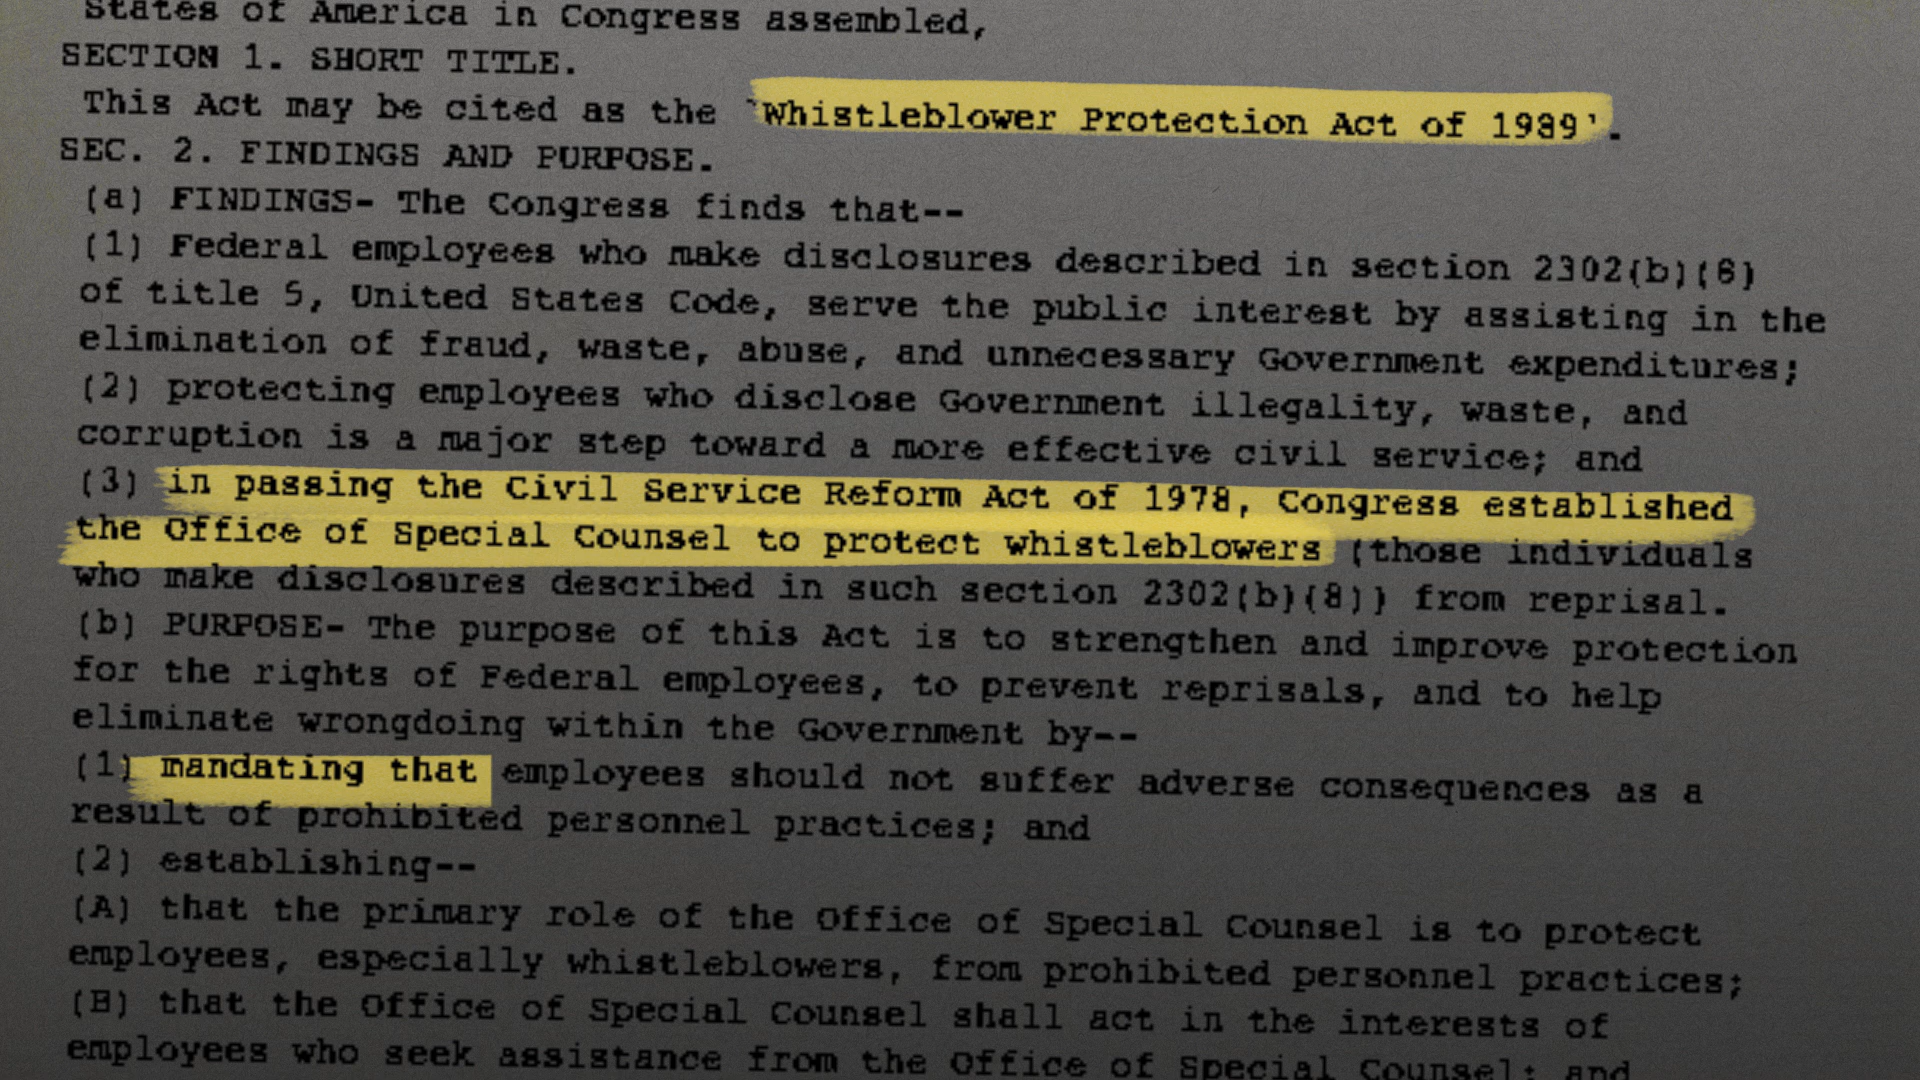 States of America in Congress assembled,
SECTION 1. SHORT TITLE.
This Act may be cited as the `Whistleblower Protection Act of 1989'.
SEC. 2. FINDINGS AND PURPOSE.
(a) FINDINGS- The Congress finds that--
(1) Federal employees who make disclosures described in section 2302(b)(8)
of title 5, United States Code, serve the public interest by assisting in the
elimination of fraud, waste, abuse, and unnecessary Government expenditures;
(2) protecting employees who disclose Government illegality, waste, and
corruption is a major step toward a more effective civil service; and
(3) in passing the Civil Service Reform Act of 1978, Congress established
the Office of Special Counsel to protect whistleblowers (those individuals
who make disclosures described in such section 2302(b)(8)) from reprisal.
(b) PURPOSE- The purpose of this Act is to strengthen and improve protection
for the rights of Federal employees, to prevent reprisals, and to help
eliminate wrongdoing within the Government by--
(1) mandating that employees should not suffer adverse consequences as a
result of prohibited personnel practices; and
(2) establishing--
(A) that the primary role of the Office of Special Counsel is to protect
employees, especially whistleblowers, from prohibited personnel practices;
(B) that the Office of Special Counsel shall act in the interests of
employees who seek assistance from the Office of Special Counsel; and